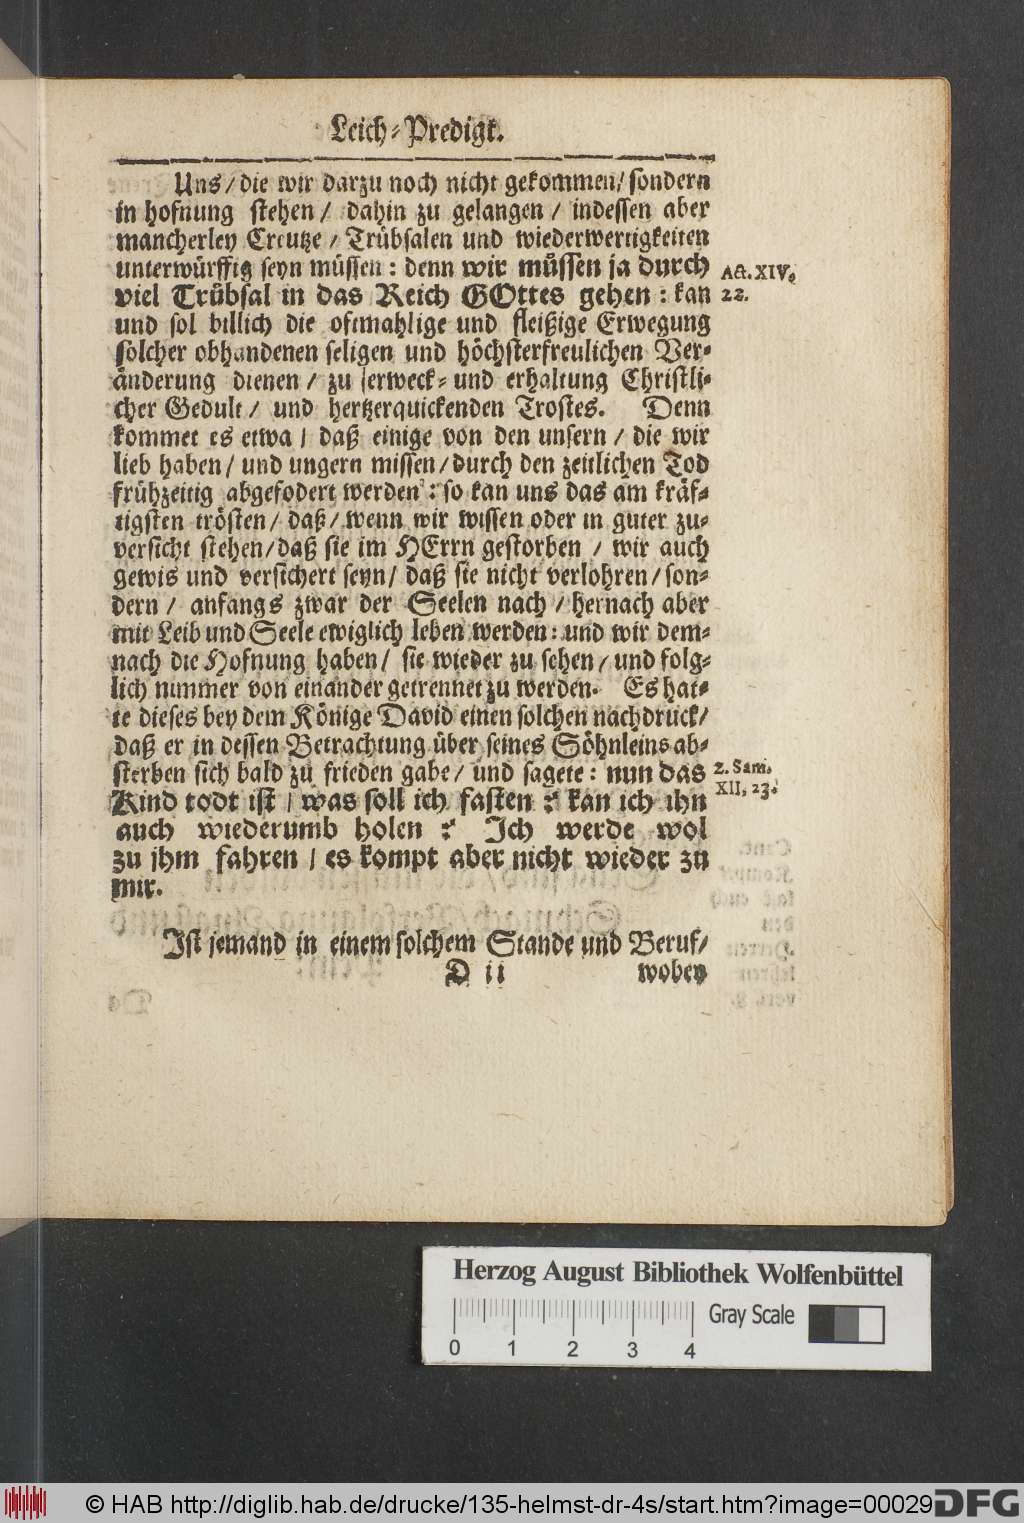 Leich-Predigt.
Uns/ die wir darzu noch nicht gekommen/ sondern
in hofnung stehen/ dahin zu gelangen/ indessen aber
mancherley Creutze/ Trübsalen und wiederwertigkeiten
unterwürffig seyn müssen: denn wir müssen ja durch
viel Trübsal in das Reich GOttes gehen: kan
Act. XIV.
22.
und sol billich die oftmahlige und fleißige Erwegung
solcher obhandenen seligen und höchsterfreulichen Ver-
änderung dienen/ zu erweck- und erhaltung Christli-
cher Gedult/ und hertzerquickenden Trostes. Denn
kommet es etwa/ daß einige von den unsern/ die wir
lieb haben/ und ungern missen/ durch den zeitlichen Tod
frühzeitig abgefodert werden: so kan uns das am kräf-
tigsten trösten/ daß/ wenn wir wissen oder in guter zu-
versicht stehen/ daß sie im HErrn gestorben/ wir auch
gewis und versichert seyn/ daß sie nicht verlohren/ son-
dern/ anfangs zwar der Seelen nach/ hernach aber
mit Leib und Seele ewiglich leben werden: und wir dem-
nach die Hofnung haben/ sie wieder zu sehen/ und folg-
lich nimmer von einander getrennet zu werden. Es hat-
te dieses bey dem Könige David einen solchen nachdruck/
daß er in dessen Betrachtung über seines Söhnleins ab-
sterben sich bald zu frieden gabe/ und sagete: nun das
2. Sam.
XII, 23.
Kind todt ist/ was soll ich fasten? kan ich ihn
auch wiederumb holen? Ich werde wol
zu jhm fahren/ es kompt aber nicht wieder zu
mir.
Ist jemand in einem solchem Stande und Beruf/
D ii wobey
Herzog August Bibliothek Wolfenbüttel
Gray Scale
0 1 2 3 4
© HAB http://diglib.hab.de/drucke/135-helmst-dr-4s/start.htm?image=00029
DFG